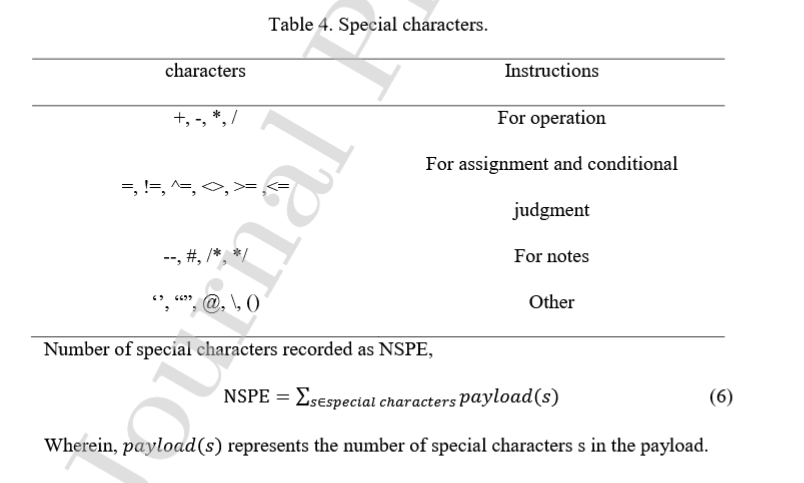 Table 4. Special characters.
characters Instructions
+, -, *, / For operation
For assignment and conditional
=, !=, ^=, <>, >= ,<=
judgment
--, #, /*, */ For notes
‘’, “”, @, \, () Other
Number of special characters recorded as NSPE,
NSPE = ∑s∈special characters payload(s) (6)
Wherein, payload(s) represents the number of special characters s in the payload.
Journal P